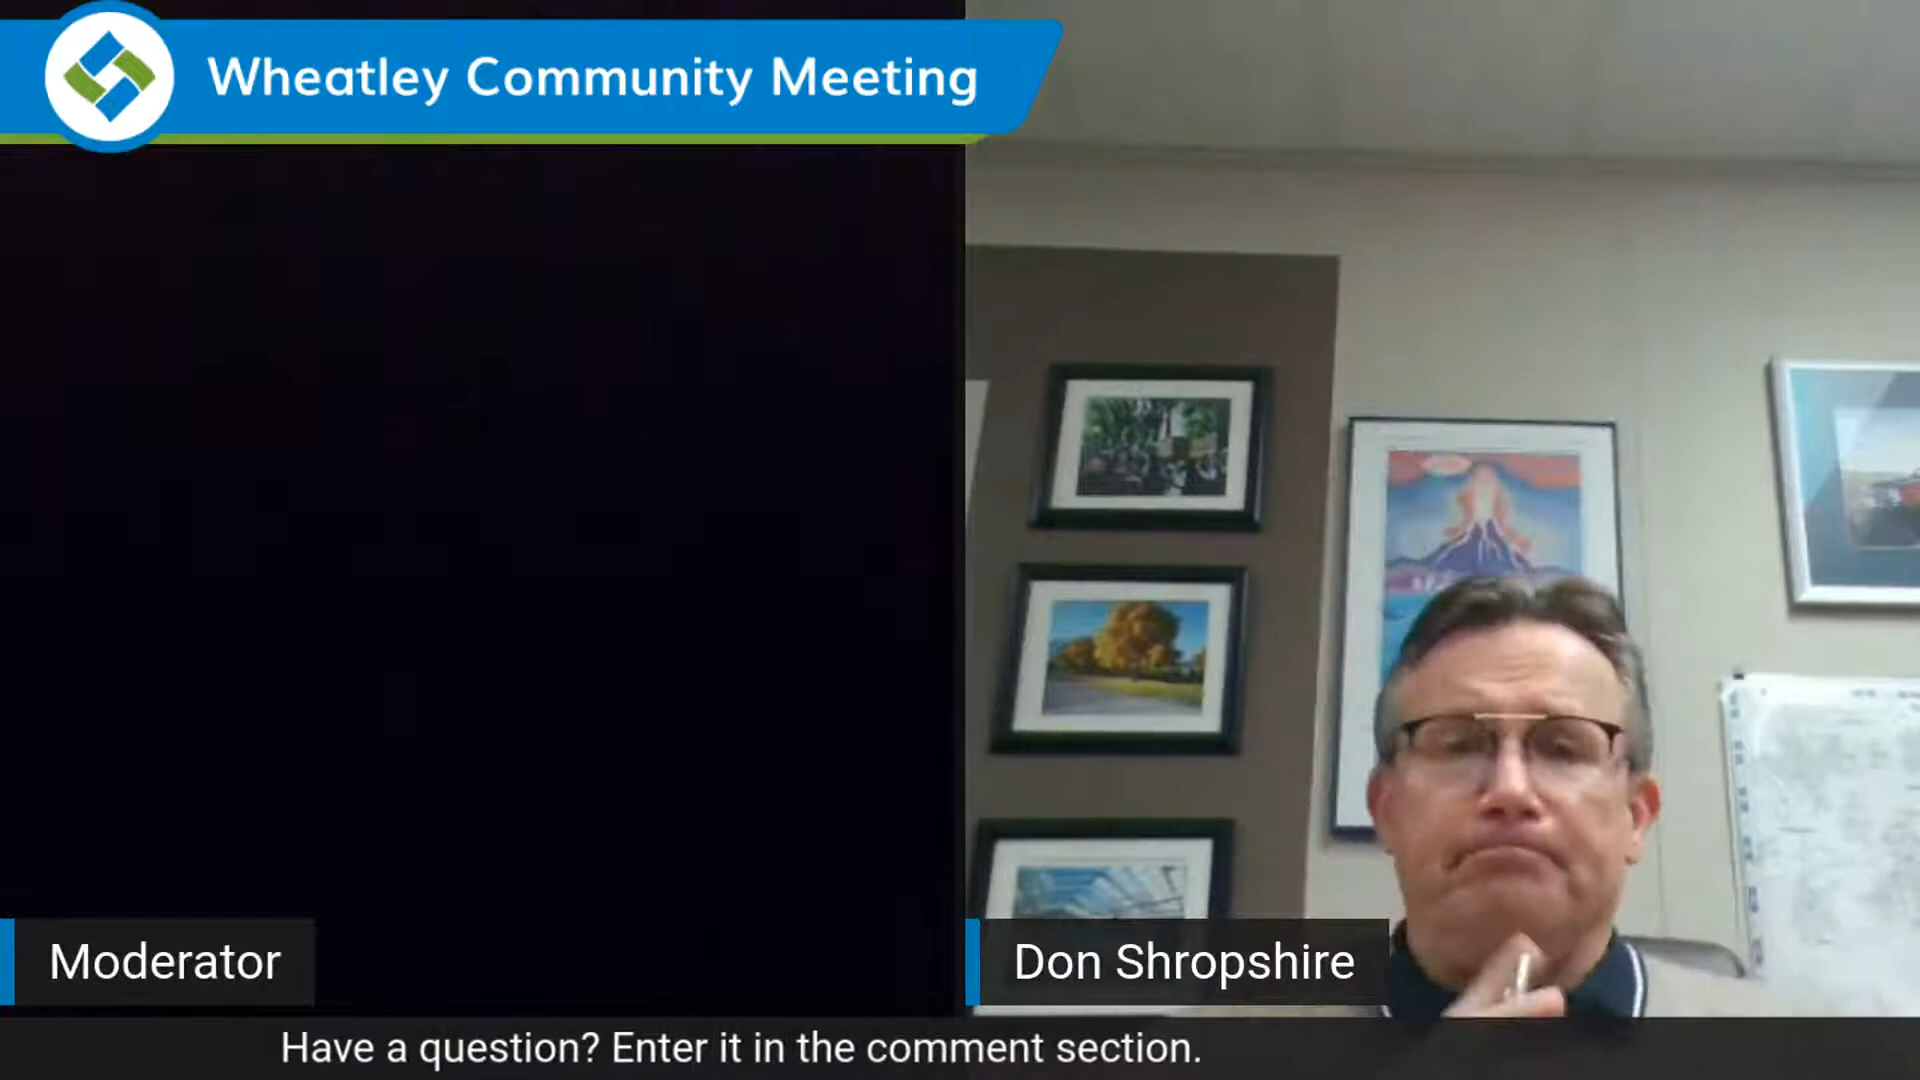 Wheatley Community Meeting
Moderator
Don Shropshire
Have a question? Enter it in the comment section.